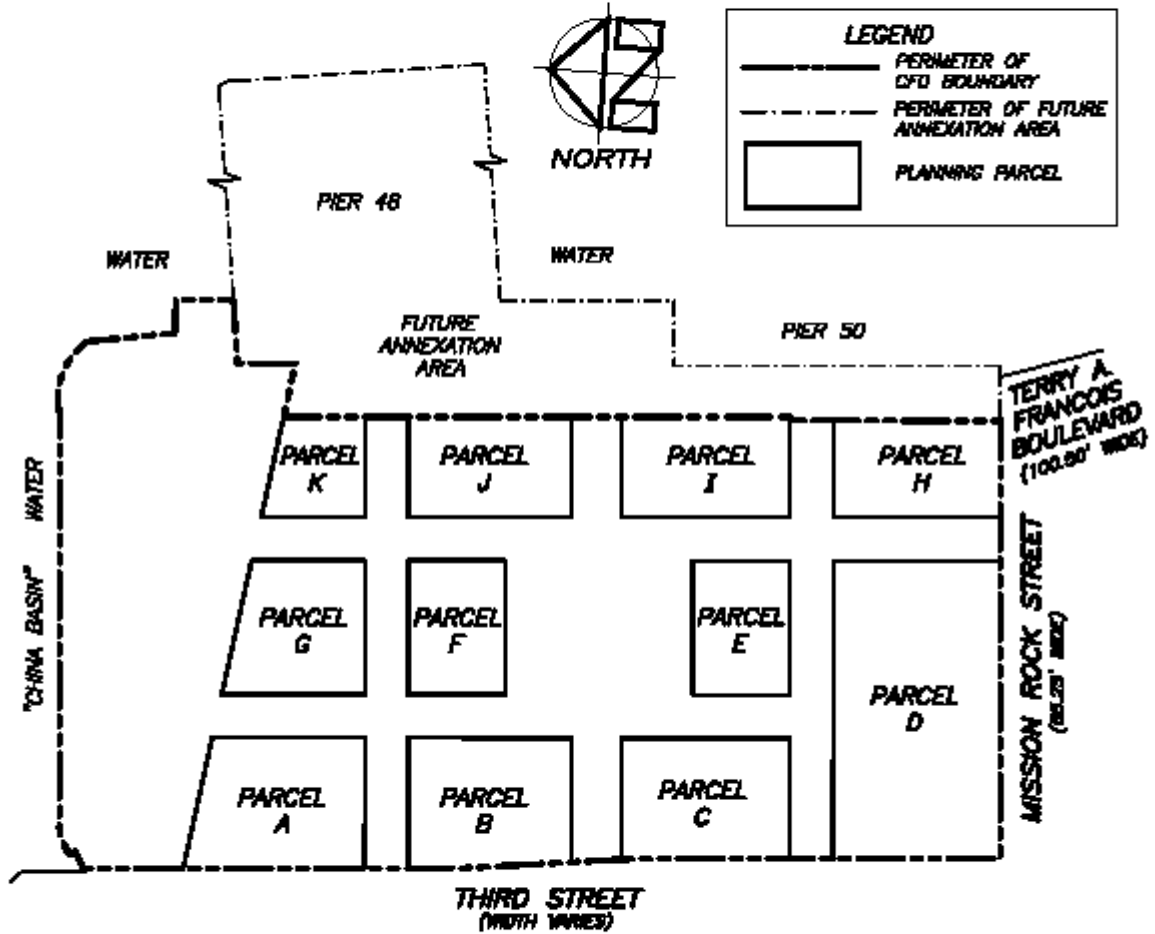 LEGEND
PERIMETER OF
CFD BOUNDARY
PERIMETER OF FUTURE
ANNEXATION AREA
PLANNING PARCEL
NORTH
PIER 48
WATER
WATER
FUTURE
ANNEXATION
AREA
PIER 50
TERRY A.
FRANCOIS
BOULEVARD
(100.60' WIDE)
PARCEL
K
PARCEL
J
PARCEL
I
PARCEL
H
WATER
"CHINA BASIN"
PARCEL
G
PARCEL
F
PARCEL
E
PARCEL
D
MISSION ROCK STREET
WIDE)
PARCEL
A
PARCEL
B
PARCEL
C
THIRD STREET
(WIDTH VARIES)